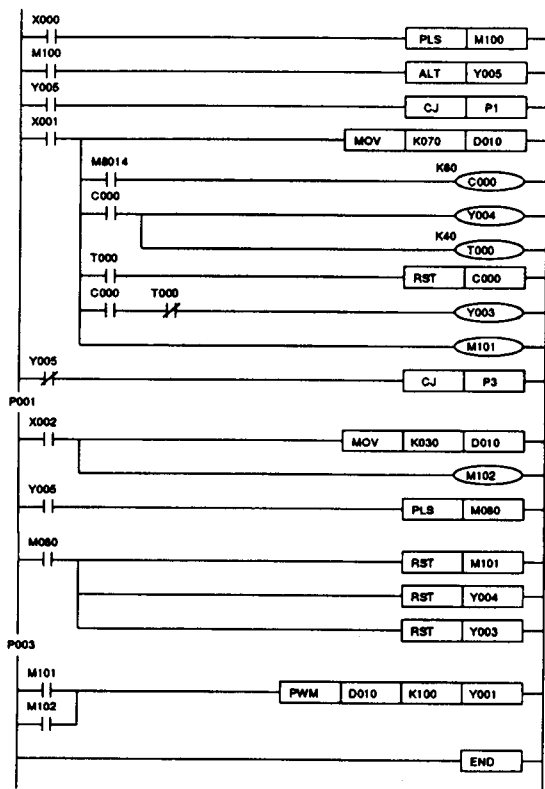 X000
PLS M100
M100
ALT Y005
Y005
CJ P1
X001
MOV K070 D010
M8014
K60
C000
C000
Y004
K40
T000
T000
RST C000
C000 T000
Y003
M101
Y005
CJ P3
P001
X002
MOV K030 D010
M102
Y005
PLS M080
M080
RST M101
RST Y004
RST Y003
P003
M101
PWM D010 K100 Y001
M102
END